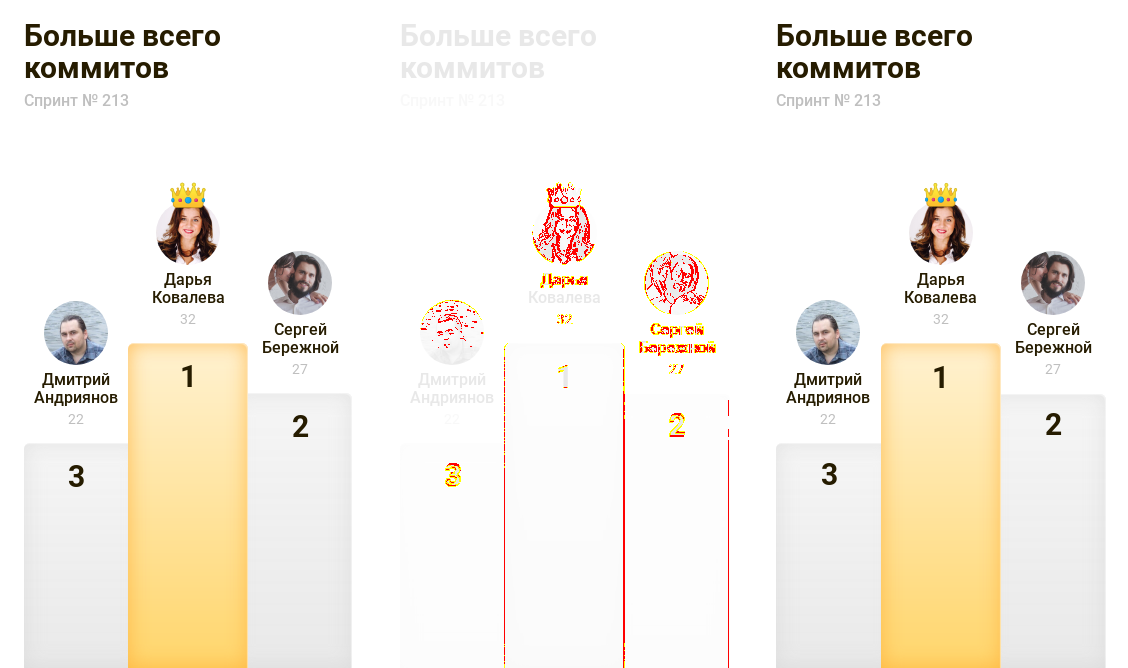 Больше всего
коммитов
Спринт № 213
Дарья
Ковалева
32
Сергей
Бережной
27
Дмитрий
Андриянов
22
1
2
3
Больше всего
коммитов
Спринт № 213
Дарья
Ковалева
32
Сергей
Бережной
27
Дмитрий
Андриянов
22
1
2
3
Больше всего
коммитов
Спринт № 213
Дарья
Ковалева
32
Сергей
Бережной
27
Дмитрий
Андриянов
22
1
2
3